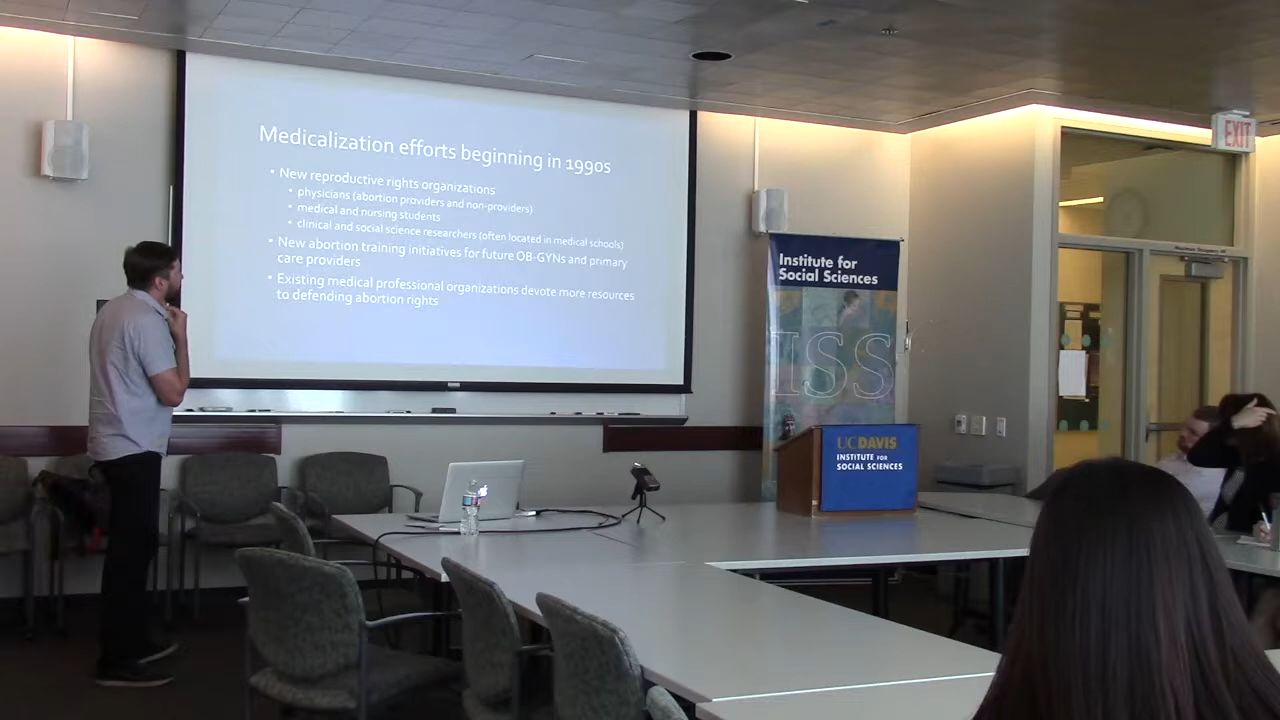 Medicalization efforts beginning in 1990s
• New reproductive rights organizations
• physicians (abortion providers and non-providers)
• medical and nursing students
• clinical and social science researchers (often located in medical schools)
• New abortion training initiatives for future OB-GYNs and primary
care providers
• Existing medical professional organizations devote more resources
to defending abortion rights
Institute for
Social Sciences
ISS
UCDAVIS
INSTITUTE FOR
SOCIAL SCIENCES
EXIT